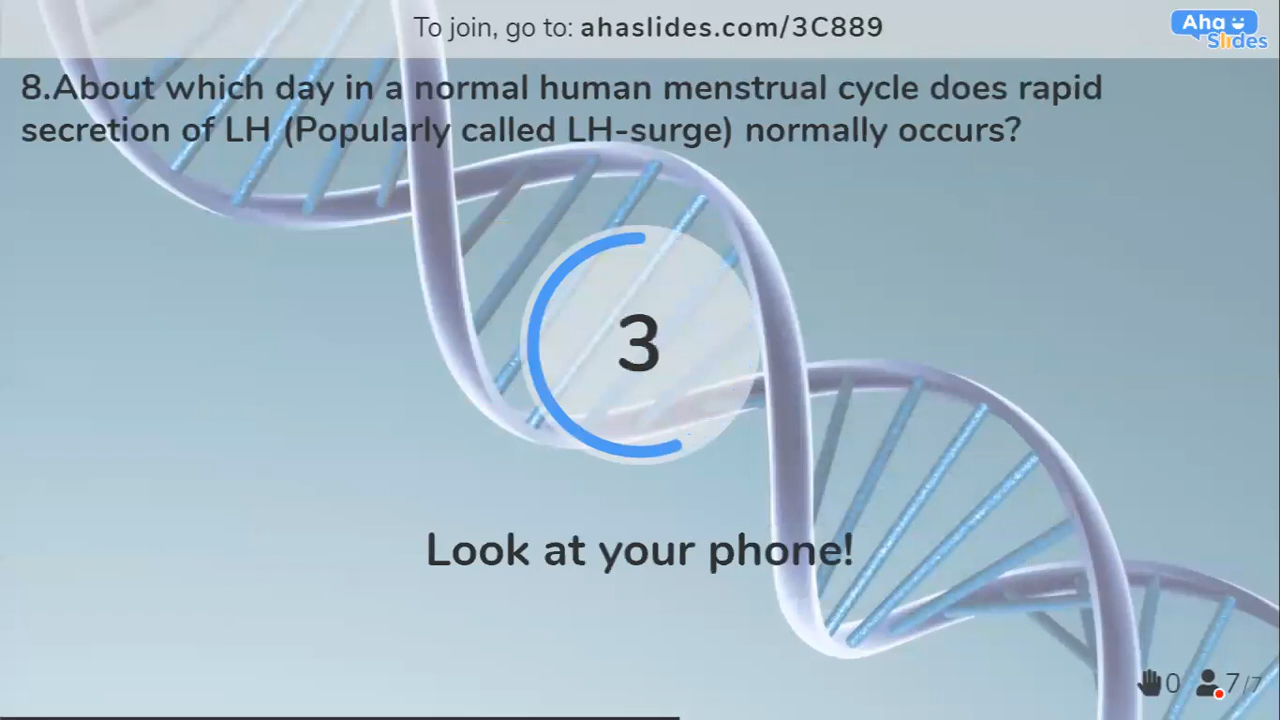 To join, go to: ahaslides.com/3C889
Aha
Slides
8.About which day in a normal human menstrual cycle does rapid
secretion of LH (Popularly called LH-surge) normally occurs?
3
Look at your phone!
0 7/7